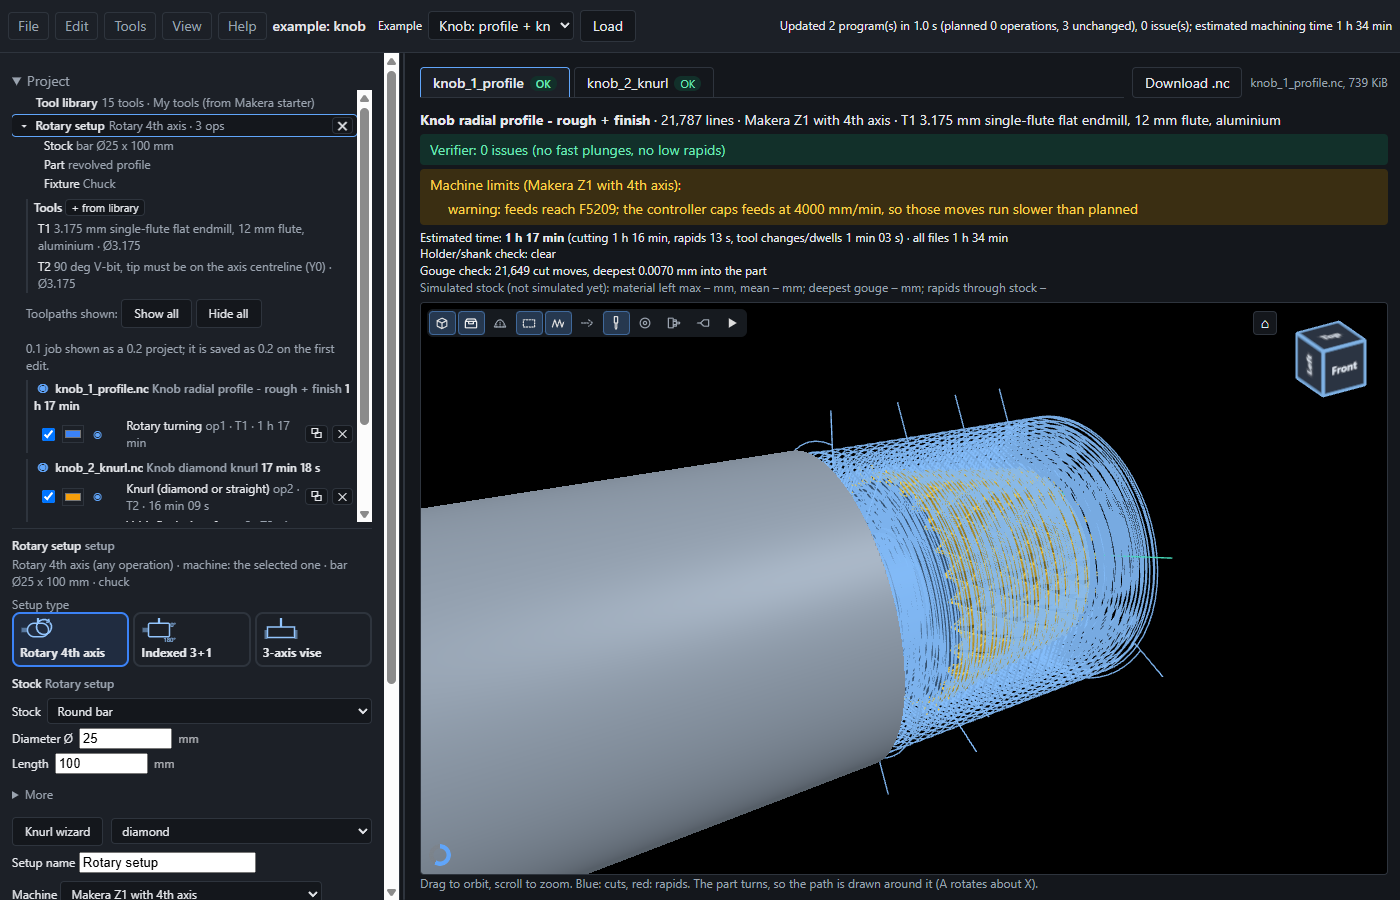 File Edit Tools View Help example: knob Example Knob: profile + kn Load Updated 2 program(s) in 1.0 s (planned 0 operations, 3 unchanged), 0 issue(s); estimated machining time 1 h 34 min
▼ Project
Tool library 15 tools · My tools (from Makera starter)
Rotary setup Rotary 4th axis · 3 ops
Stock bar Ø25 x 100 mm
Part revolved profile
Fixture Chuck
Tools + from library
T1 3.175 mm single-flute flat endmill, 12 mm flute,
aluminium · Ø3.175
T2 90 deg V-bit, tip must be on the axis centreline (Y0) ·
Ø3.175
Toolpaths shown: Show all Hide all
0.1 job shown as a 0.2 project; it is saved as 0.2 on the first
edit.
knob_1_profile.nc Knob radial profile - rough + finish 1
h 17 min
Rotary turning op1 · T1 · 1 h 17
min
knob_2_knurl.nc Knob diamond knurl 17 min 18 s
Knurl (diamond or straight) op2 ·
T2 · 16 min 09 s
Rotary setup setup
Rotary 4th axis (any operation) · machine: the selected one · bar
Ø25 x 100 mm · chuck
Setup type
Rotary 4th axis Indexed 3+1 3-axis vise
180°
Stock Rotary setup
Stock Round bar
Diameter Ø 25 mm
Length 100 mm
More
Knurl wizard diamond
Setup name Rotary setup
Machine Makera Z1 with 4th axis
knob_1_profile OK knob_2_knurl OK Download .nc knob_1_profile.nc, 739 KiB
Knob radial profile - rough + finish · 21,787 lines · Makera Z1 with 4th axis · T1 3.175 mm single-flute flat endmill, 12 mm flute, aluminium
Verifier: 0 issues (no fast plunges, no low rapids)
Machine limits (Makera Z1 with 4th axis):
warning: feeds reach F5209; the controller caps feeds at 4000 mm/min, so those moves run slower than planned
Estimated time: 1 h 17 min (cutting 1 h 16 min, rapids 13 s, tool changes/dwells 1 min 03 s) · all files 1 h 34 min
Holder/shank check: clear
Gouge check: 21,649 cut moves, deepest 0.0070 mm into the part
Simulated stock (not simulated yet): material left max – mm, mean – mm; deepest gouge – mm; rapids through stock –
Top
Left Front
Drag to orbit, scroll to zoom. Blue: cuts, red: rapids. The part turns, so the path is drawn around it (A rotates about X).